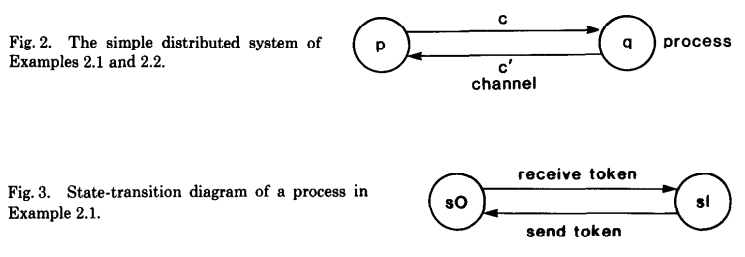 Fig. 2. The simple distributed system of
Examples 2.1 and 2.2.
c
p
q
process
c′
channel
Fig. 3. State-transition diagram of a process in
Example 2.1.
receive token
s0
s1
send token